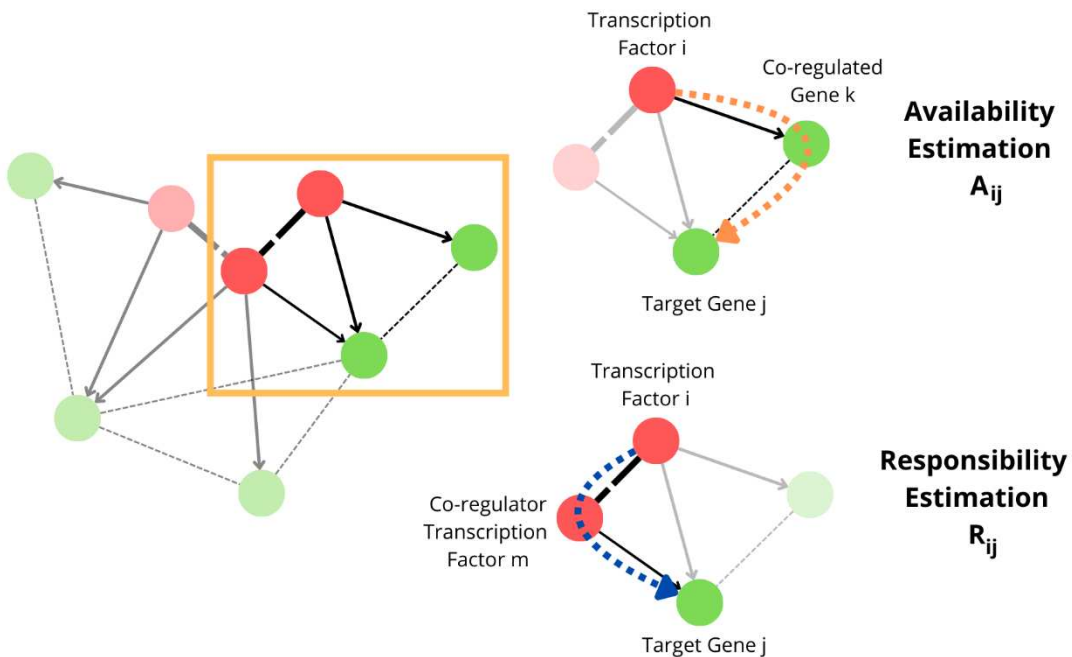 Transcription
Factor i
Co-regulated
Gene k
Availability
Estimation
Aij
Target Gene j
Transcription
Factor i
Co-regulator
Transcription
Factor m
Responsibility
Estimation
Rij
Target Gene j